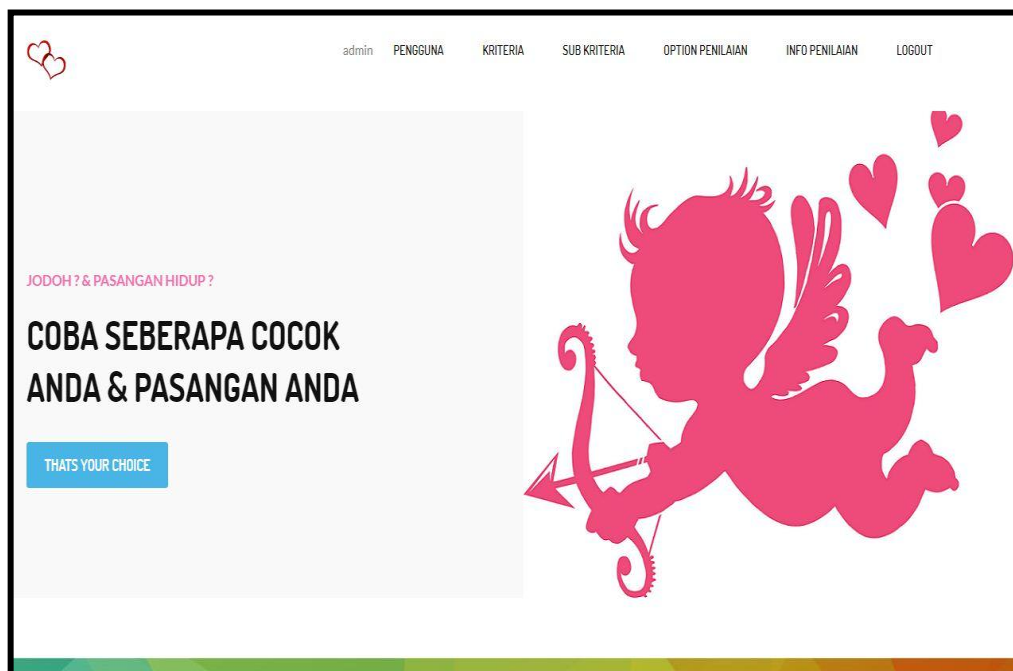 admin PENGGUNA KRITERIA SUB KRITERIA OPTION PENILAIAN INFO PENILAIAN LOGOUT
JODOH ? & PASANGAN HIDUP ?
COBA SEBERAPA COCOK
ANDA & PASANGAN ANDA
THATS YOUR CHOICE